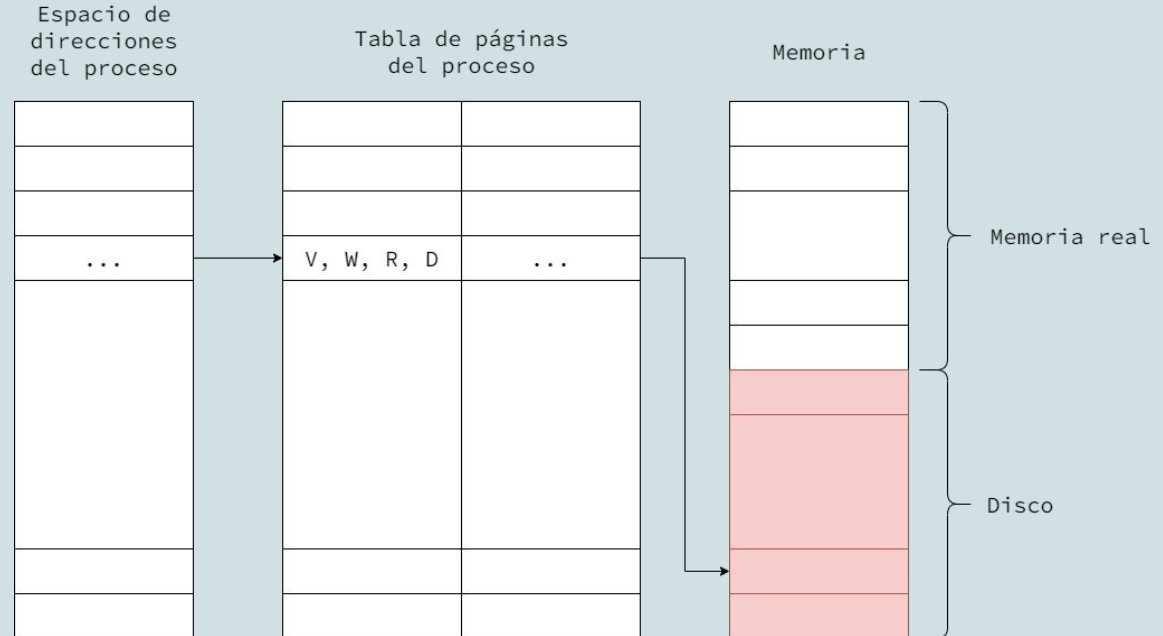 Espacio de
direcciones
del proceso
Tabla de páginas
del proceso
Memoria
...
V, W, R, D
...
Memoria real
Disco